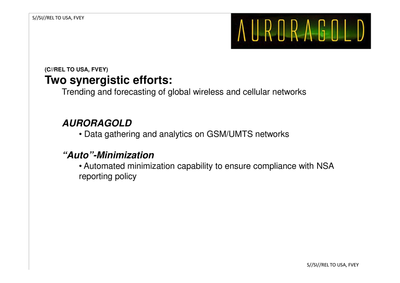 S//SI//REL TO USA, FVEY
AURORAGOLD
(C//REL TO USA, FVEY)
Two synergistic efforts:
Trending and forecasting of global wireless and cellular networks
AURORAGOLD
• Data gathering and analytics on GSM/UMTS networks
“Auto”-Minimization
• Automated minimization capability to ensure compliance with NSA
reporting policy
S//SI//REL TO USA, FVEY